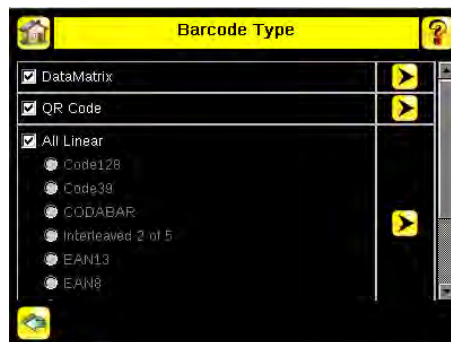 Barcode Type
DataMatrix
QR Code
All Linear
Code128
Code39
CODABAR
Interleaved 2 of 5
EAN13
EAN8